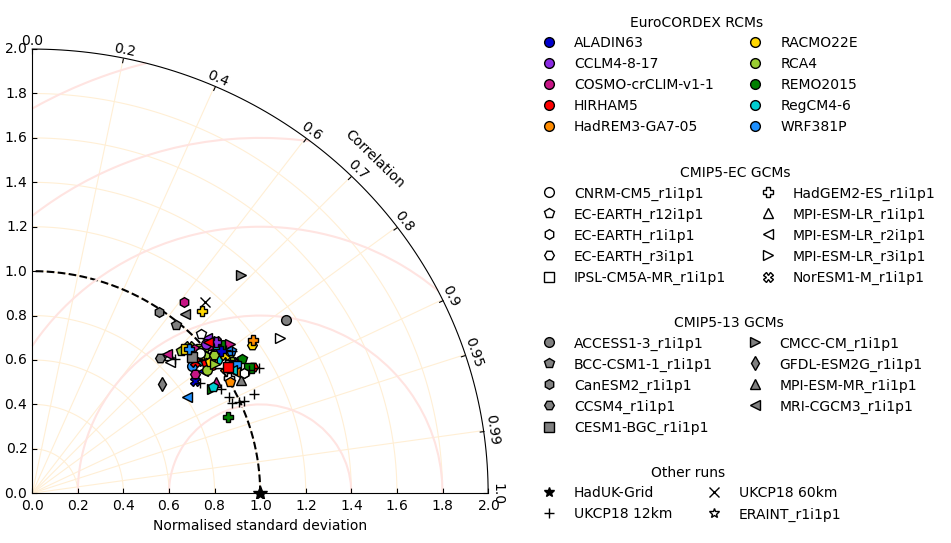 0.0
0.2
0.4
0.6
0.7
0.8
0.9
0.95
0.99
1.0
Correlation
2.0
1.8
1.6
1.4
1.2
1.0
0.8
0.6
0.4
0.2
0.0
0.0 0.2 0.4 0.6 0.8 1.0 1.2 1.4 1.6 1.8 2.0
Normalised standard deviation
EuroCORDEX RCMs
ALADIN63
CCLM4-8-17
COSMO-crCLIM-v1-1
HIRHAM5
HadREM3-GA7-05
RACMO22E
RCA4
REMO2015
RegCM4-6
WRF381P
CMIP5-EC GCMs
CNRM-CM5_r1i1p1
EC-EARTH_r12i1p1
EC-EARTH_r1i1p1
EC-EARTH_r3i1p1
IPSL-CM5A-MR_r1i1p1
HadGEM2-ES_r1i1p1
MPI-ESM-LR_r1i1p1
MPI-ESM-LR_r2i1p1
MPI-ESM-LR_r3i1p1
NorESM1-M_r1i1p1
CMIP5-13 GCMs
ACCESS1-3_r1i1p1
BCC-CSM1-1_r1i1p1
CanESM2_r1i1p1
CCSM4_r1i1p1
CESM1-BGC_r1i1p1
CMCC-CM_r1i1p1
GFDL-ESM2G_r1i1p1
MPI-ESM-MR_r1i1p1
MRI-CGCM3_r1i1p1
Other runs
HadUK-Grid
UKCP18 12km
UKCP18 60km
ERAINT_r1i1p1